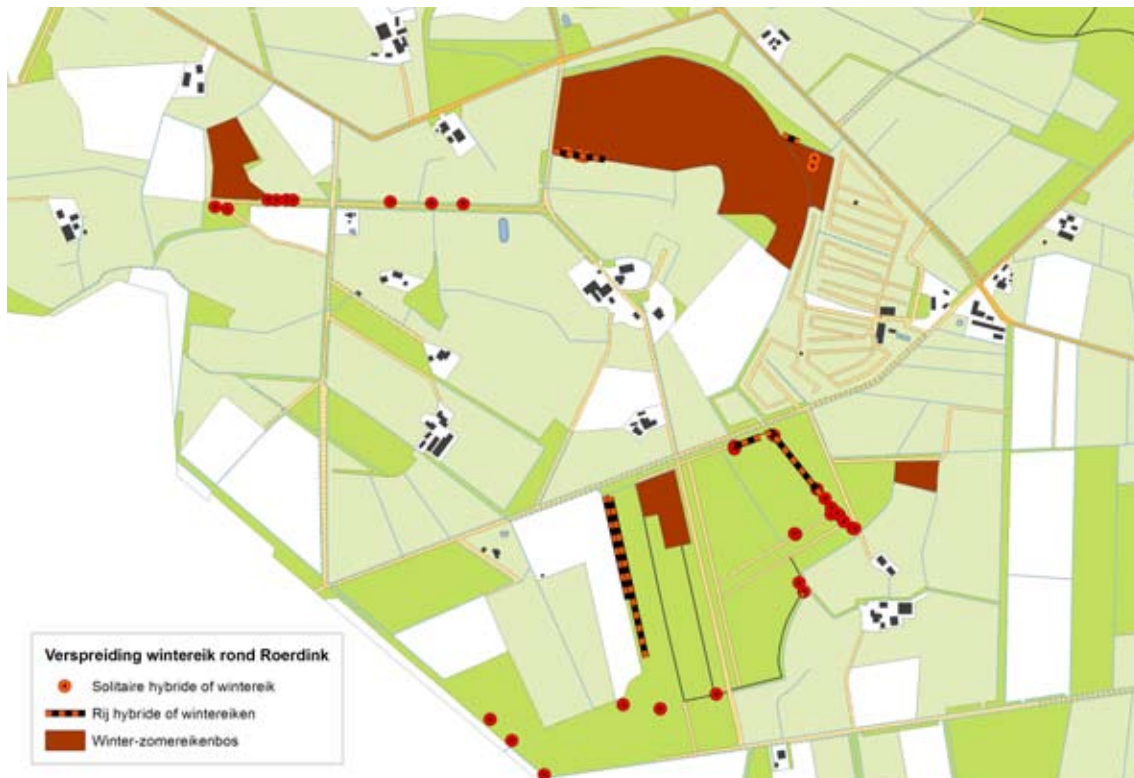 Verspreiding wintereik rond Roerdink
Solitaire hybride of wintereik
Rij hybride of wintereiken
Winter-zomereikenbos